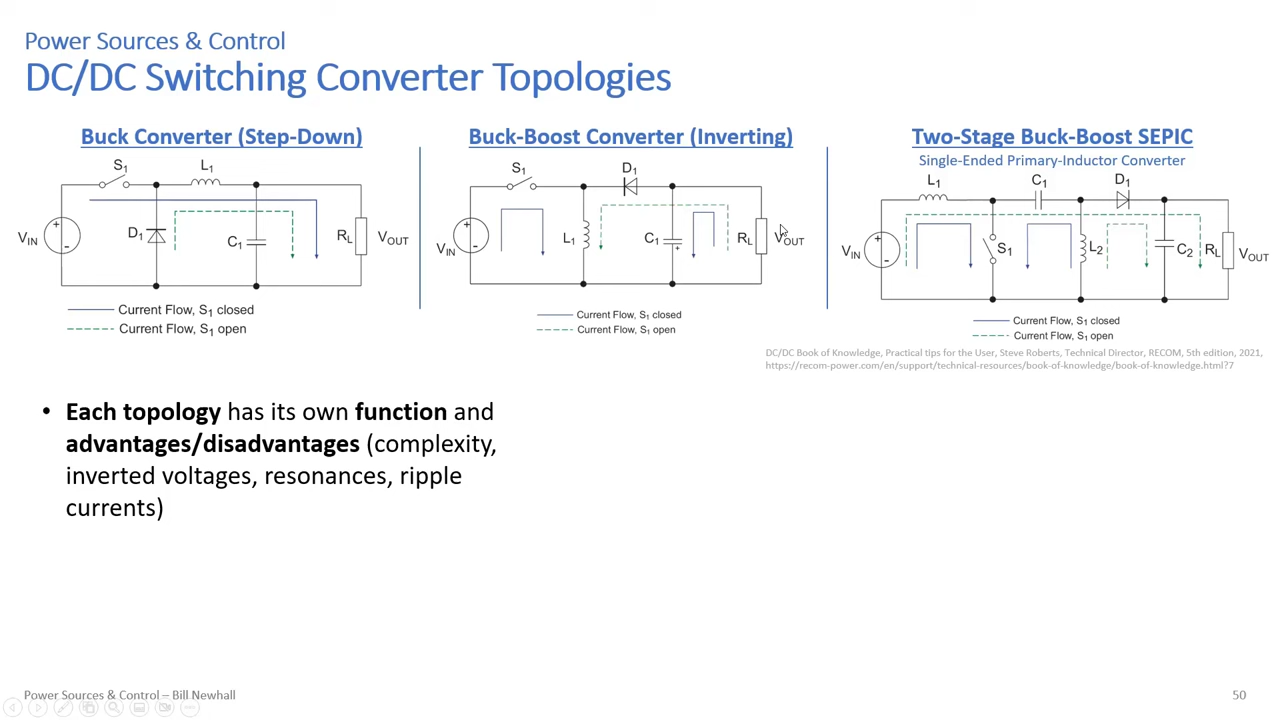 Power Sources & Control
DC/DC Switching Converter Topologies
Buck Converter (Step-Down)
S1
L1
VIN
+
-
D1
C1
RL
VOUT
Current Flow, S1 closed
Current Flow, S1 open
Buck-Boost Converter (Inverting)
S1
D1
VIN
+
-
L1
C1
+
RL
VOUT
Current Flow, S1 closed
Current Flow, S1 open
Two-Stage Buck-Boost SEPIC
Single-Ended Primary-Inductor Converter
L1
C1
D1
VIN
+
-
S1
L2
C2
RL
VOUT
Current Flow, S1 closed
Current Flow, S1 open
DC/DC Book of Knowledge, Practical tips for the User, Steve Roberts, Technical Director, RECOM, 5th edition, 2021,
https://recom-power.com/en/support/technical-resources/book-of-knowledge/book-of-knowledge.html?7
• Each topology has its own function and
advantages/disadvantages (complexity,
inverted voltages, resonances, ripple
currents)
Power Sources & Control – Bill Newhall
50